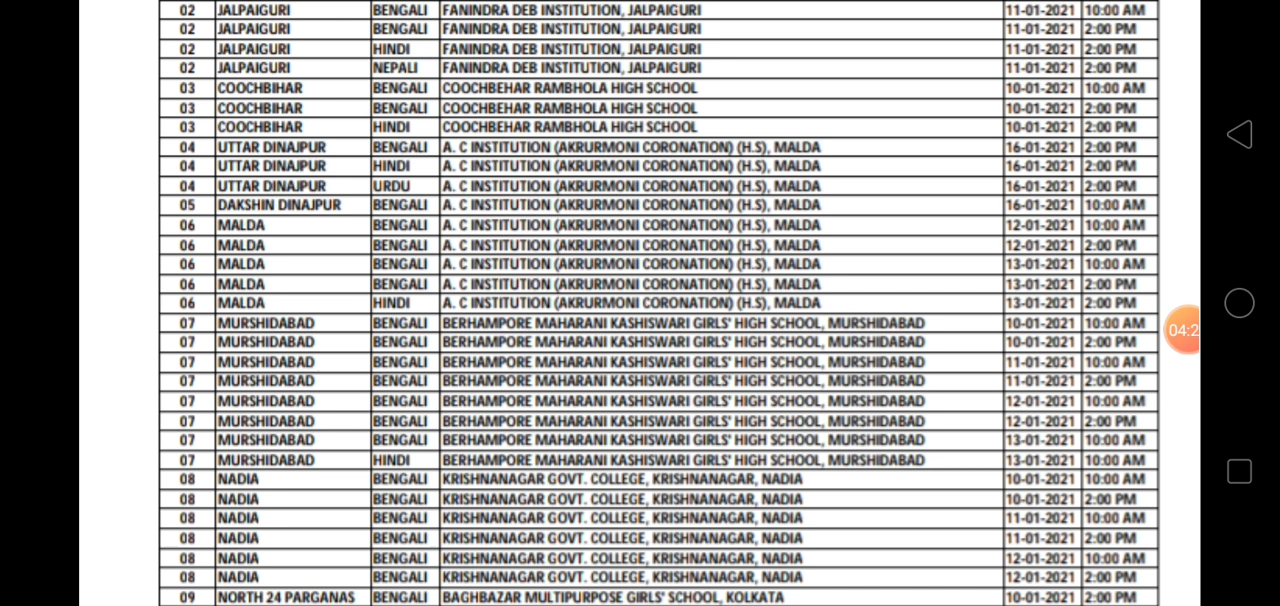 02 JALPAIGURI BENGALI FANINDRA DEB INSTITUTION, JALPAIGURI 11-01-2021 10:00 AM
02 JALPAIGURI BENGALI FANINDRA DEB INSTITUTION, JALPAIGURI 11-01-2021 2:00 PM
02 JALPAIGURI HINDI FANINDRA DEB INSTITUTION, JALPAIGURI 11-01-2021 2:00 PM
02 JALPAIGURI NEPALI FANINDRA DEB INSTITUTION, JALPAIGURI 11-01-2021 2:00 PM
03 COOCHBIHAR BENGALI COOCHBEHAR RAMBHOLA HIGH SCHOOL 10-01-2021 10:00 AM
03 COOCHBIHAR BENGALI COOCHBEHAR RAMBHOLA HIGH SCHOOL 10-01-2021 2:00 PM
03 COOCHBIHAR HINDI COOCHBEHAR RAMBHOLA HIGH SCHOOL 10-01-2021 2:00 PM
04 UTTAR DINAJPUR BENGALI A. C INSTITUTION (AKRURMONI CORONATION) (H.S), MALDA 16-01-2021 2:00 PM
04 UTTAR DINAJPUR HINDI A. C INSTITUTION (AKRURMONI CORONATION) (H.S), MALDA 16-01-2021 2:00 PM
04 UTTAR DINAJPUR URDU A. C INSTITUTION (AKRURMONI CORONATION) (H.S), MALDA 16-01-2021 2:00 PM
05 DAKSHIN DINAJPUR BENGALI A. C INSTITUTION (AKRURMONI CORONATION) (H.S), MALDA 16-01-2021 10:00 AM
06 MALDA BENGALI A. C INSTITUTION (AKRURMONI CORONATION) (H.S), MALDA 12-01-2021 10:00 AM
06 MALDA BENGALI A. C INSTITUTION (AKRURMONI CORONATION) (H.S), MALDA 12-01-2021 2:00 PM
06 MALDA BENGALI A. C INSTITUTION (AKRURMONI CORONATION) (H.S), MALDA 13-01-2021 10:00 AM
06 MALDA BENGALI A. C INSTITUTION (AKRURMONI CORONATION) (H.S), MALDA 13-01-2021 2:00 PM
06 MALDA HINDI A. C INSTITUTION (AKRURMONI CORONATION) (H.S), MALDA 13-01-2021 2:00 PM
07 MURSHIDABAD BENGALI BERHAMPORE MAHARANI KASHISWARI GIRLS' HIGH SCHOOL, MURSHIDABAD 10-01-2021 10:00 AM
07 MURSHIDABAD BENGALI BERHAMPORE MAHARANI KASHISWARI GIRLS' HIGH SCHOOL, MURSHIDABAD 10-01-2021 2:00 PM
07 MURSHIDABAD BENGALI BERHAMPORE MAHARANI KASHISWARI GIRLS' HIGH SCHOOL, MURSHIDABAD 11-01-2021 10:00 AM
07 MURSHIDABAD BENGALI BERHAMPORE MAHARANI KASHISWARI GIRLS' HIGH SCHOOL, MURSHIDABAD 11-01-2021 2:00 PM
07 MURSHIDABAD BENGALI BERHAMPORE MAHARANI KASHISWARI GIRLS' HIGH SCHOOL, MURSHIDABAD 12-01-2021 10:00 AM
07 MURSHIDABAD BENGALI BERHAMPORE MAHARANI KASHISWARI GIRLS' HIGH SCHOOL, MURSHIDABAD 12-01-2021 2:00 PM
07 MURSHIDABAD BENGALI BERHAMPORE MAHARANI KASHISWARI GIRLS' HIGH SCHOOL, MURSHIDABAD 13-01-2021 10:00 AM
07 MURSHIDABAD HINDI BERHAMPORE MAHARANI KASHISWARI GIRLS' HIGH SCHOOL, MURSHIDABAD 13-01-2021 10:00 AM
08 NADIA BENGALI KRISHNANAGAR GOVT. COLLEGE, KRISHNANAGAR, NADIA 10-01-2021 10:00 AM
08 NADIA BENGALI KRISHNANAGAR GOVT. COLLEGE, KRISHNANAGAR, NADIA 10-01-2021 2:00 PM
08 NADIA BENGALI KRISHNANAGAR GOVT. COLLEGE, KRISHNANAGAR, NADIA 11-01-2021 10:00 AM
08 NADIA BENGALI KRISHNANAGAR GOVT. COLLEGE, KRISHNANAGAR, NADIA 11-01-2021 2:00 PM
08 NADIA BENGALI KRISHNANAGAR GOVT. COLLEGE, KRISHNANAGAR, NADIA 12-01-2021 10:00 AM
08 NADIA BENGALI KRISHNANAGAR GOVT. COLLEGE, KRISHNANAGAR, NADIA 12-01-2021 2:00 PM
09 NORTH 24 PARGANAS BENGALI BAGHBAZAR MULTIPURPOSE GIRLS' SCHOOL, KOLKATA 10-01-2021 2:00 PM
04:2